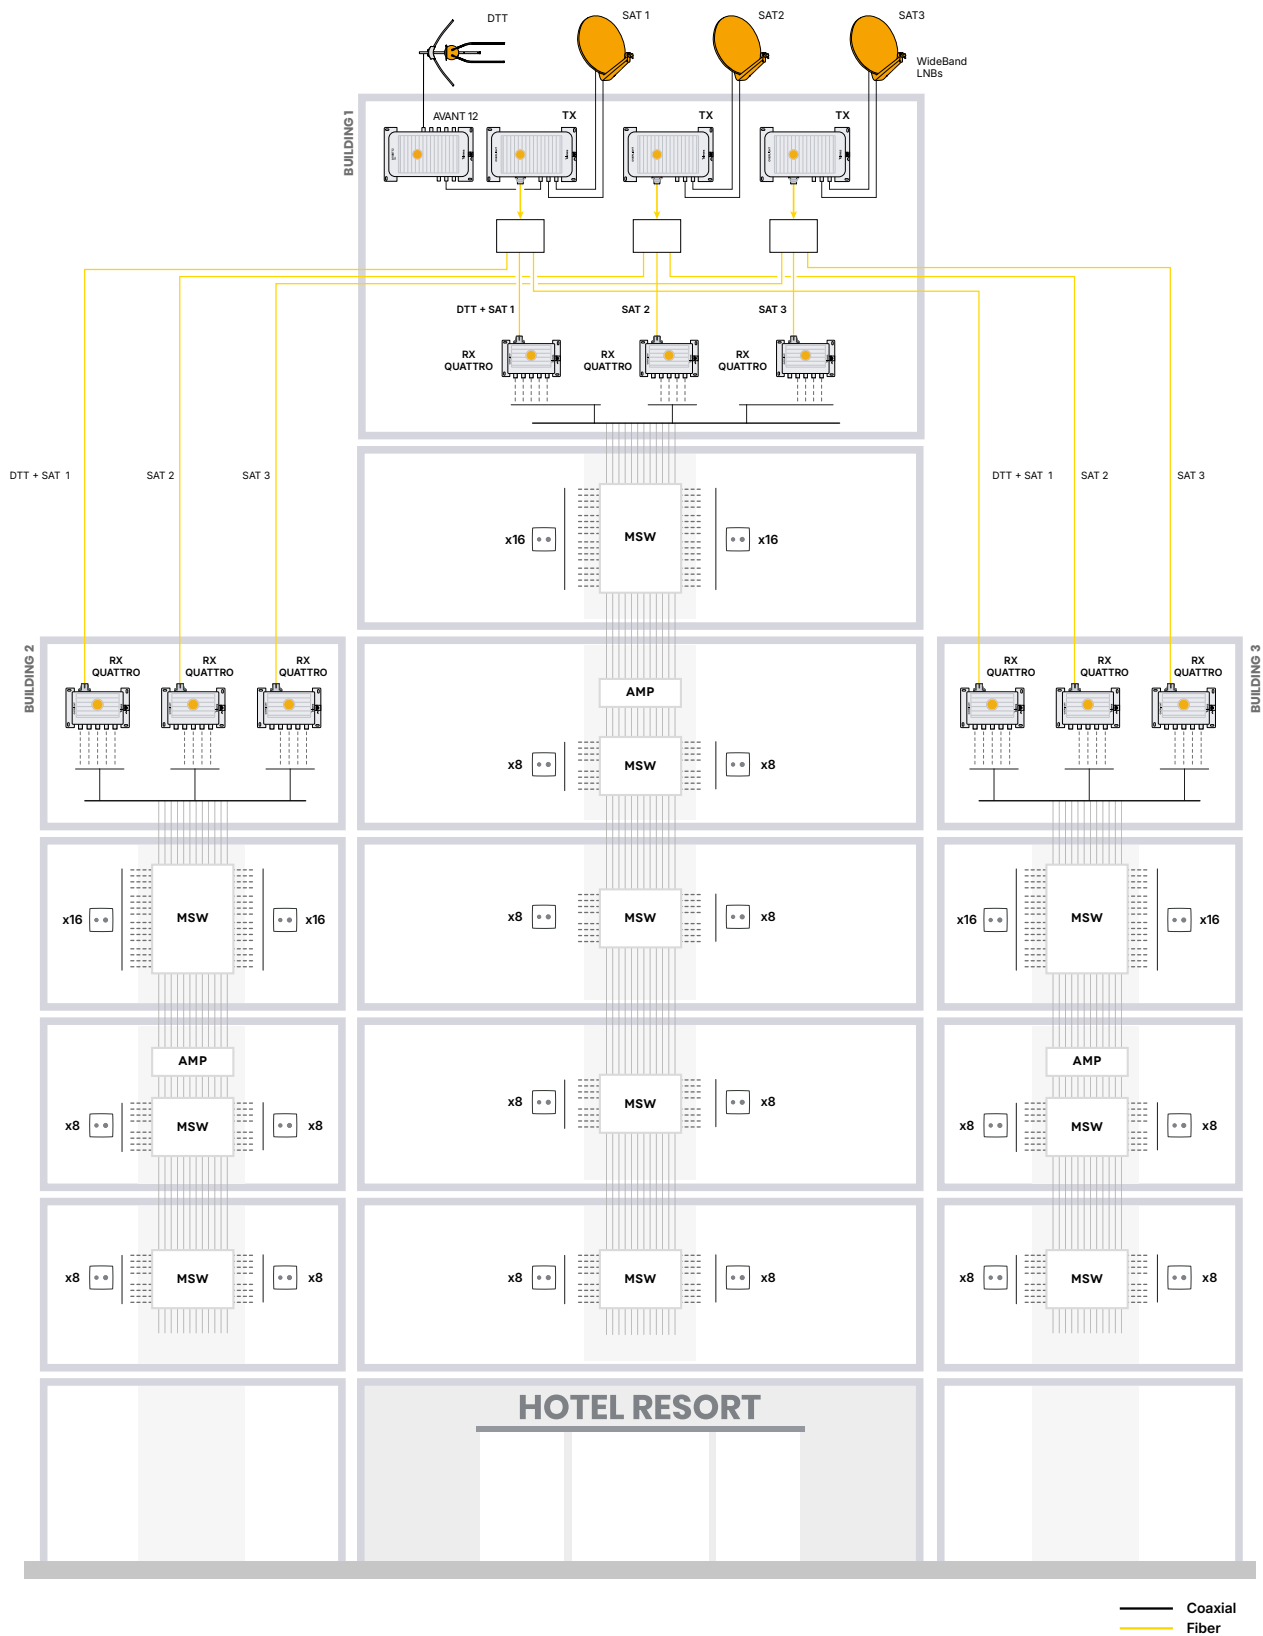 DTT
SAT 1
SAT2
SAT3
WideBand
LNBs
BUILDING 1
AVANT 12
TX
TX
TX
DTT + SAT 1
SAT 2
SAT 3
RX
QUATTRO
RX
QUATTRO
RX
QUATTRO
DTT + SAT 1
SAT 2
SAT 3
DTT + SAT 1
SAT 2
SAT 3
x16
MSW
x16
BUILDING 2
RX
QUATTRO
RX
QUATTRO
RX
QUATTRO
AMP
x8
MSW
x8
RX
QUATTRO
RX
QUATTRO
RX
QUATTRO
BUILDING 3
x16
MSW
x16
x8
MSW
x8
x16
MSW
x16
AMP
x8
MSW
x8
x8
MSW
x8
AMP
x8
MSW
x8
x8
MSW
x8
x8
MSW
x8
x8
MSW
x8
HOTEL RESORT
Coaxial
Fiber